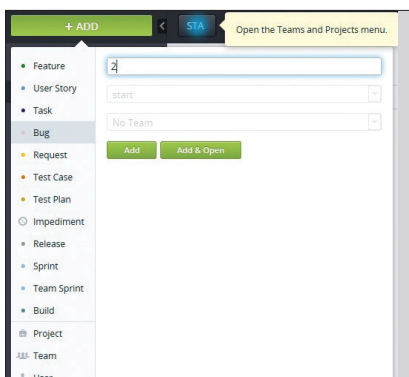 + ADD
STA
Open the Teams and Projects menu.
Feature
2
User Story
start
Task
No Team
Bug
Add
Add & Open
Request
Test Case
Test Plan
Impediment
Release
Sprint
Team Sprint
Build
Project
Team
User